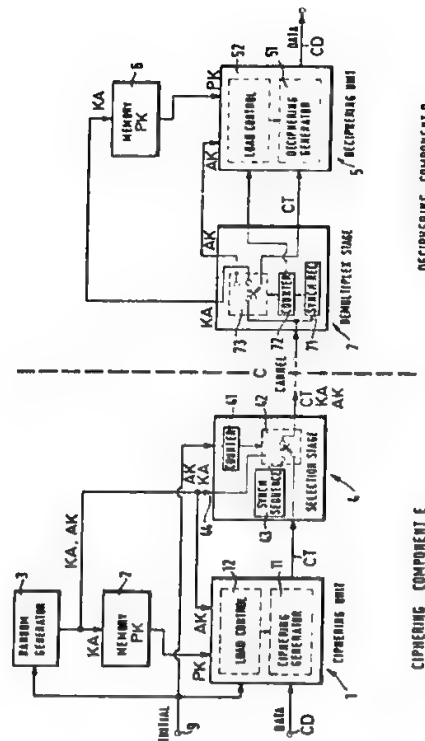 RANDOM GENERATOR
3
KA, AK
KA
MEMORY
PK
2
INITIAL
9
PK
AK
LOAD CONTROL
12
CIPHERING GENERATOR
11
CIPHERING UNIT
1
DATA
CD
CT
AK
KA
44
COUNTER
41
42
SYNCH SEQUENCE
43
SELECTION STAGE
4
CT
KA
AK
C
KA
MEMORY
PK
6
KA
AK
73
COUNTER
72
SYNCH REC
71
DEMULTIPLEX STAGE
7
CT
AK
PK
LOAD CONTROL
52
DECIPHERING GENERATOR
51
DECIPHERING UNIT
5
DATA
CD
CIPHERING COMPONENT E
DECIPHERING COMPONENT